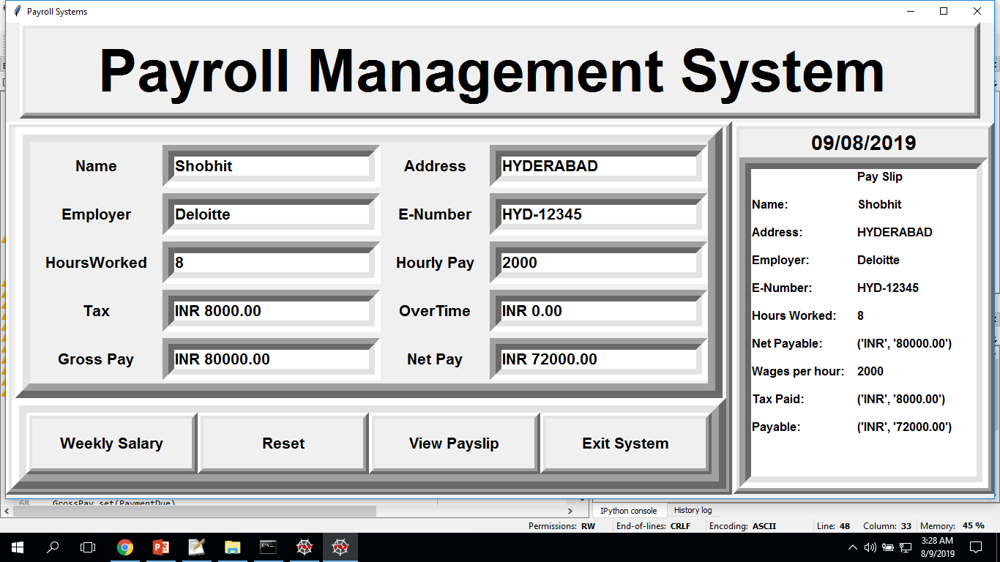 Payroll Systems
Payroll Management System
Name Shobhit Address HYDERABAD
Employer Deloitte E-Number HYD-12345
HoursWorked 8 Hourly Pay 2000
Tax INR 8000.00 OverTime INR 0.00
Gross Pay INR 80000.00 Net Pay INR 72000.00
Weekly Salary Reset View Payslip Exit System
09/08/2019
Pay Slip
Name: Shobhit
Address: HYDERABAD
Employer: Deloitte
E-Number: HYD-12345
Hours Worked: 8
Net Payable: ('INR', '80000.00')
Wages per hour: 2000
Tax Paid: ('INR', '8000.00')
Payable: ('INR', '72000.00')
68 GrossPay.set(PaymentDue)
IPython console History log
Permissions: RW End-of-lines: CRLF Encoding: ASCII Line: 48 Column: 33 Memory: 45 %
3:28 AM
8/9/2019